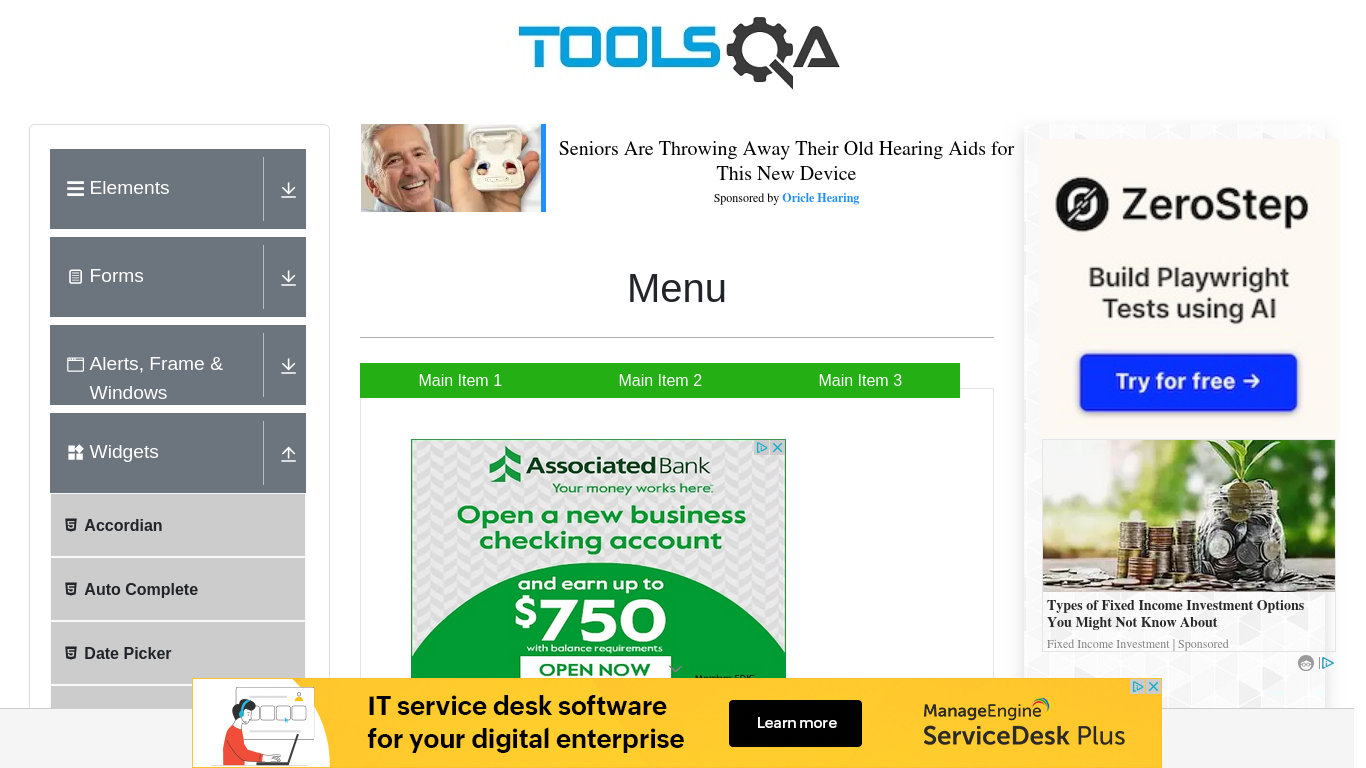 TOOLSQA
Elements
Forms
Alerts, Frame &
Windows
Widgets
Accordian
Auto Complete
Date Picker
Seniors Are Throwing Away Their Old Hearing Aids for
This New Device
Sponsored by Oricle Hearing
Menu
Main Item 1
Main Item 2
Main Item 3
AssociatedBank
Your money works here.
Open a new business
checking account
and earn up to
$750
with balance requirements
OPEN NOW
ZeroStep
Build Playwright
Tests using AI
Try for free →
Types of Fixed Income Investment Options
You Might Not Know About
Fixed Income Investment | Sponsored
IT service desk software
for your digital enterprise
Learn more
ManageEngine
ServiceDesk Plus